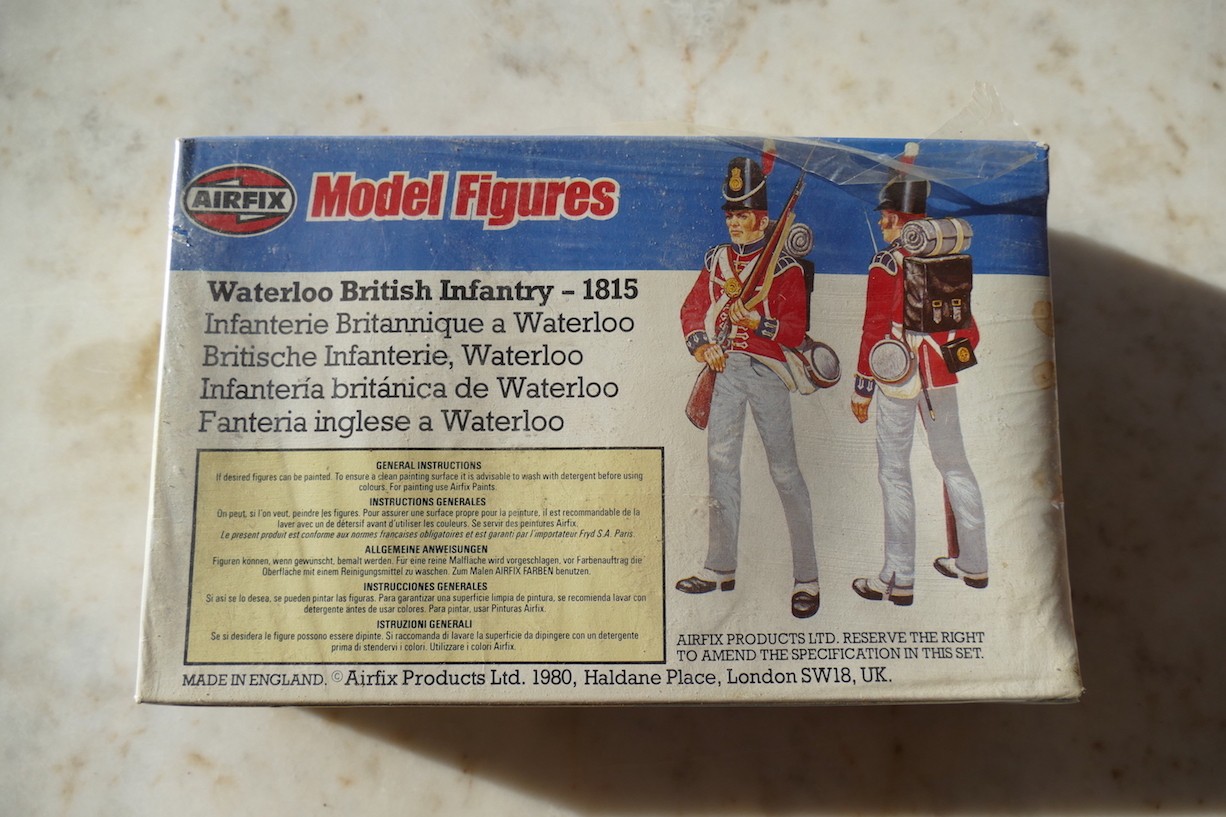 AIRFIX Model Figures
Waterloo British Infantry – 1815
Infanterie Britannique a Waterloo
Britische Infanterie, Waterloo
Infantería británica de Waterloo
Fanteria inglese a Waterloo
GENERAL INSTRUCTIONS
If desired figures can be painted. To ensure a clean painting surface it is advisable to wash with detergent before using
colours. For painting use Airfix Paints.
INSTRUCTIONS GENERALES
On peut, si l'on veut, peindre les figures. Pour assurer une surface propre pour la peinture, il est recommandable de la
laver avec un de détersif avant d'utiliser les couleurs. Se servir des peintures Airfix.
Le present produit est conforme aux normes françaises obligatoires et est garanti par l'importateur Fryd S.A. Paris.
ALLGEMEINE ANWEISUNGEN
Figuren können, wenn gewunscht, bemalt werden. Für eine reine Malfläche wird vorgeschlagen, vor Farbenauftrag die
Oberfläche mit einem Reinigungsmittel zu waschen. Zum Malen AIRFIX FARBEN benutzen.
INSTRUCCIONES GENERALES
Si asi se lo desea, se pueden pintar las figuras. Para garantizar una superficie limpia de pintura, se recomienda lavar con
detergente antes de usar colores. Para pintar, usar Pinturas Airfix.
ISTRUZIONI GENERALI
Se si desidera le figure possono essere dipinte. Si raccomanda di lavare la superficie da dipingere con un detergente
prima di stendervi i colori. Utilizzare i colori Airfix.
AIRFIX PRODUCTS LTD. RESERVE THE RIGHT
TO AMEND THE SPECIFICATION IN THIS SET.
MADE IN ENGLAND. © Airfix Products Ltd. 1980, Haldane Place, London SW18, UK.